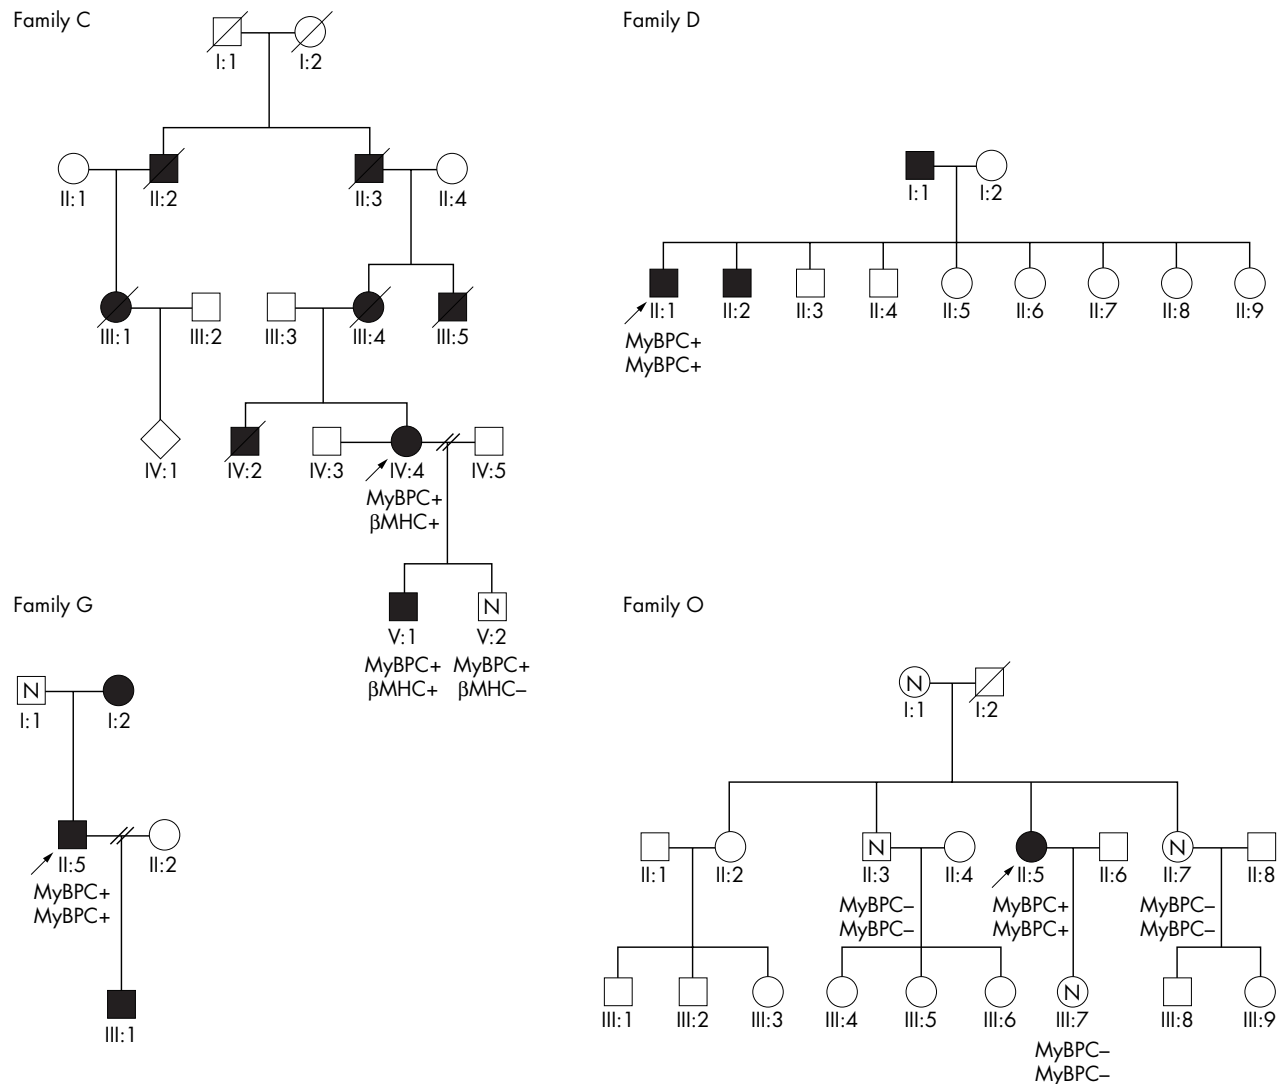 Family C
I:1
I:2
II:1
II:2
II:3
II:4
III:1
III:2
III:3
III:4
III:5
IV:1
IV:2
IV:3
IV:4
IV:5
MyBPC+
βMHC+
N
V:1
V:2
MyBPC+
MyBPC+
βMHC+
βMHC–
Family D
I:1
I:2
II:1
II:2
II:3
II:4
II:5
II:6
II:7
II:8
II:9
MyBPC+
MyBPC+
Family G
N
I:1
I:2
II:5
II:2
MyBPC+
MyBPC+
III:1
Family O
N
I:1
I:2
N
N
II:1
II:2
II:3
II:4
II:5
II:6
II:7
II:8
MyBPC–
MyBPC+
MyBPC–
MyBPC–
MyBPC+
MyBPC–
N
III:1
III:2
III:3
III:4
III:5
III:6
III:7
III:8
III:9
MyBPC–
MyBPC–